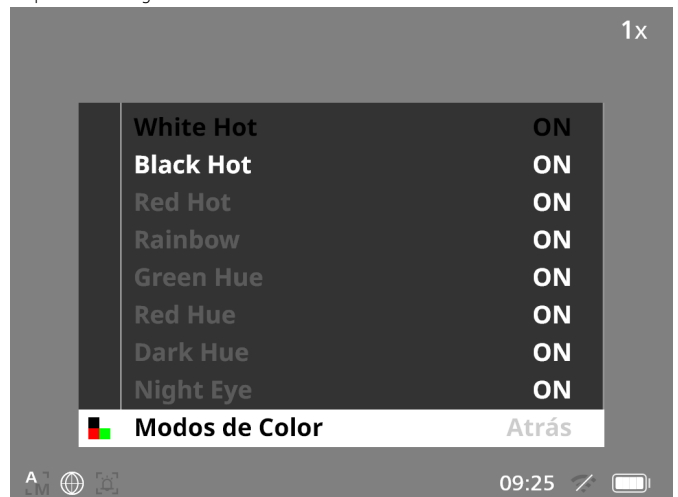 1x
White Hot ON
Black Hot ON
Red Hot ON
Rainbow ON
Green Hue ON
Red Hue ON
Dark Hue ON
Night Eye ON
Modos de Color Atrás
A M 09:25